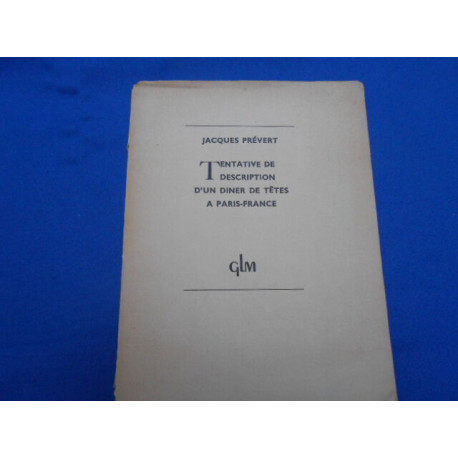 JACQUES PRÉVERT
TENTATIVE DE
DESCRIPTION
D'UN DINER DE TÊTES
A PARIS-FRANCE
GLM